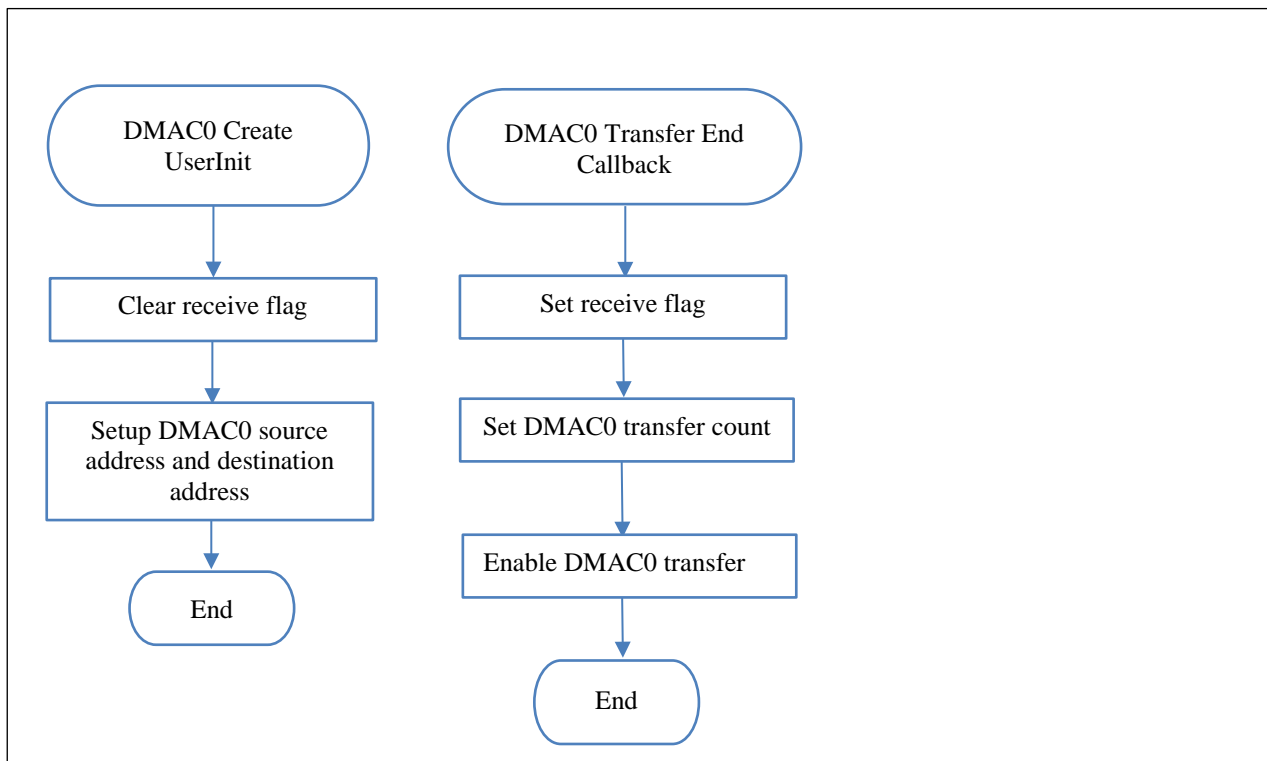 DMAC0 Create
UserInit
Clear receive flag
Setup DMAC0 source
address and destination
address
End
DMAC0 Transfer End
Callback
Set receive flag
Set DMAC0 transfer count
Enable DMAC0 transfer
End